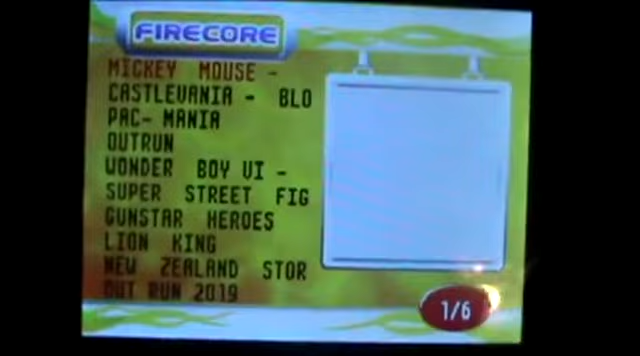 FIRECORE
MICKEY MOUSE -
CASTLEVANIA - BLO
PAC-MANIA
OUTRUN
WONDER BOY VI -
SUPER STREET FIG
GUNSTAR HEROES
LION KING
NEW ZEALAND STOR
OUT RUN 2019
1/6